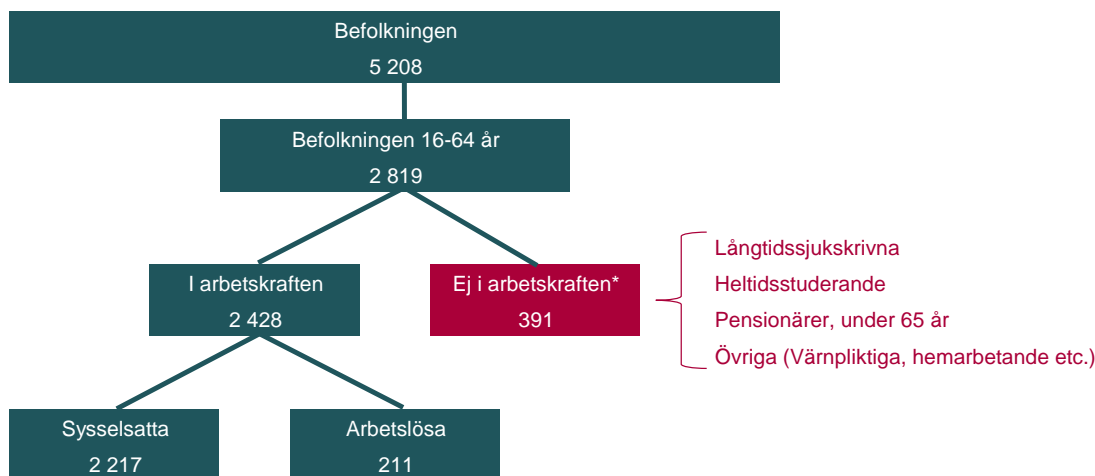 Befolkningen
5 208
Befolkningen 16-64 år
2 819
I arbetskraften
2 428
Ej i arbetskraften*
391
Långtidssjukskrivna
Heltidsstuderande
Pensionärer, under 65 år
Övriga (Värnpliktiga, hemarbetande etc.)
Sysselsatta
2 217
Arbetslösa
211